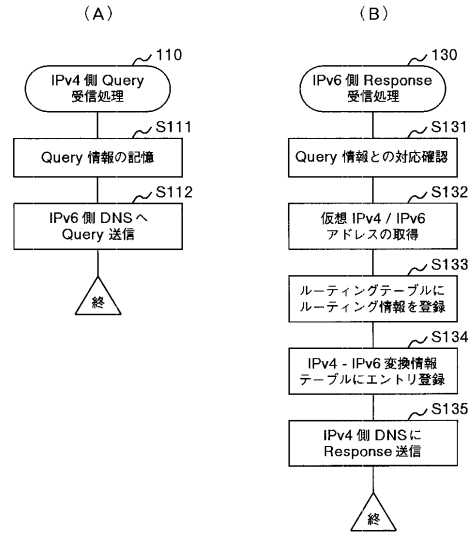 (A)
110
IPv4 側 Query
受信処理
S111
Query 情報の記憶
S112
IPv6 側 DNS へ
Query 送信
終
(B)
130
IPv6 側 Response
受信処理
S131
Query 情報との対応確認
S132
仮想 IPv4 / IPv6
アドレスの取得
S133
ルーティングテーブルに
ルーティング情報を登録
S134
IPv4 - IPv6 変換情報
テーブルにエントリ登録
S135
IPv4 側 DNS に
Response 送信
終